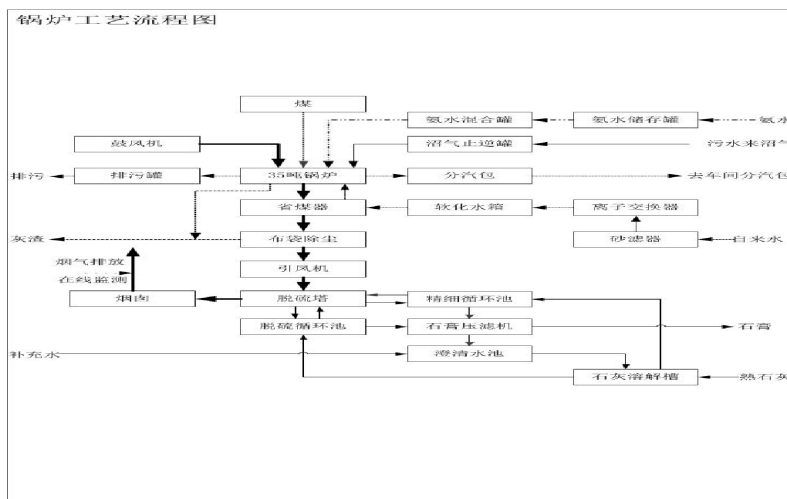 锅炉工艺流程图
煤
氨水混合罐
氨水储存罐
氨水
鼓风机
沼气止逆罐
污水来沼气
排污
排污罐
35吨锅炉
分汽包
去车间分汽包
省煤器
软化水箱
离子交换器
灰渣
布袋除尘
砂滤器
自来水
烟气排放
在线监测
引风机
烟囱
脱硫塔
精细循环池
脱硫循环池
石膏压滤机
石膏
补充水
澄清水池
石灰溶解槽
熟石灰